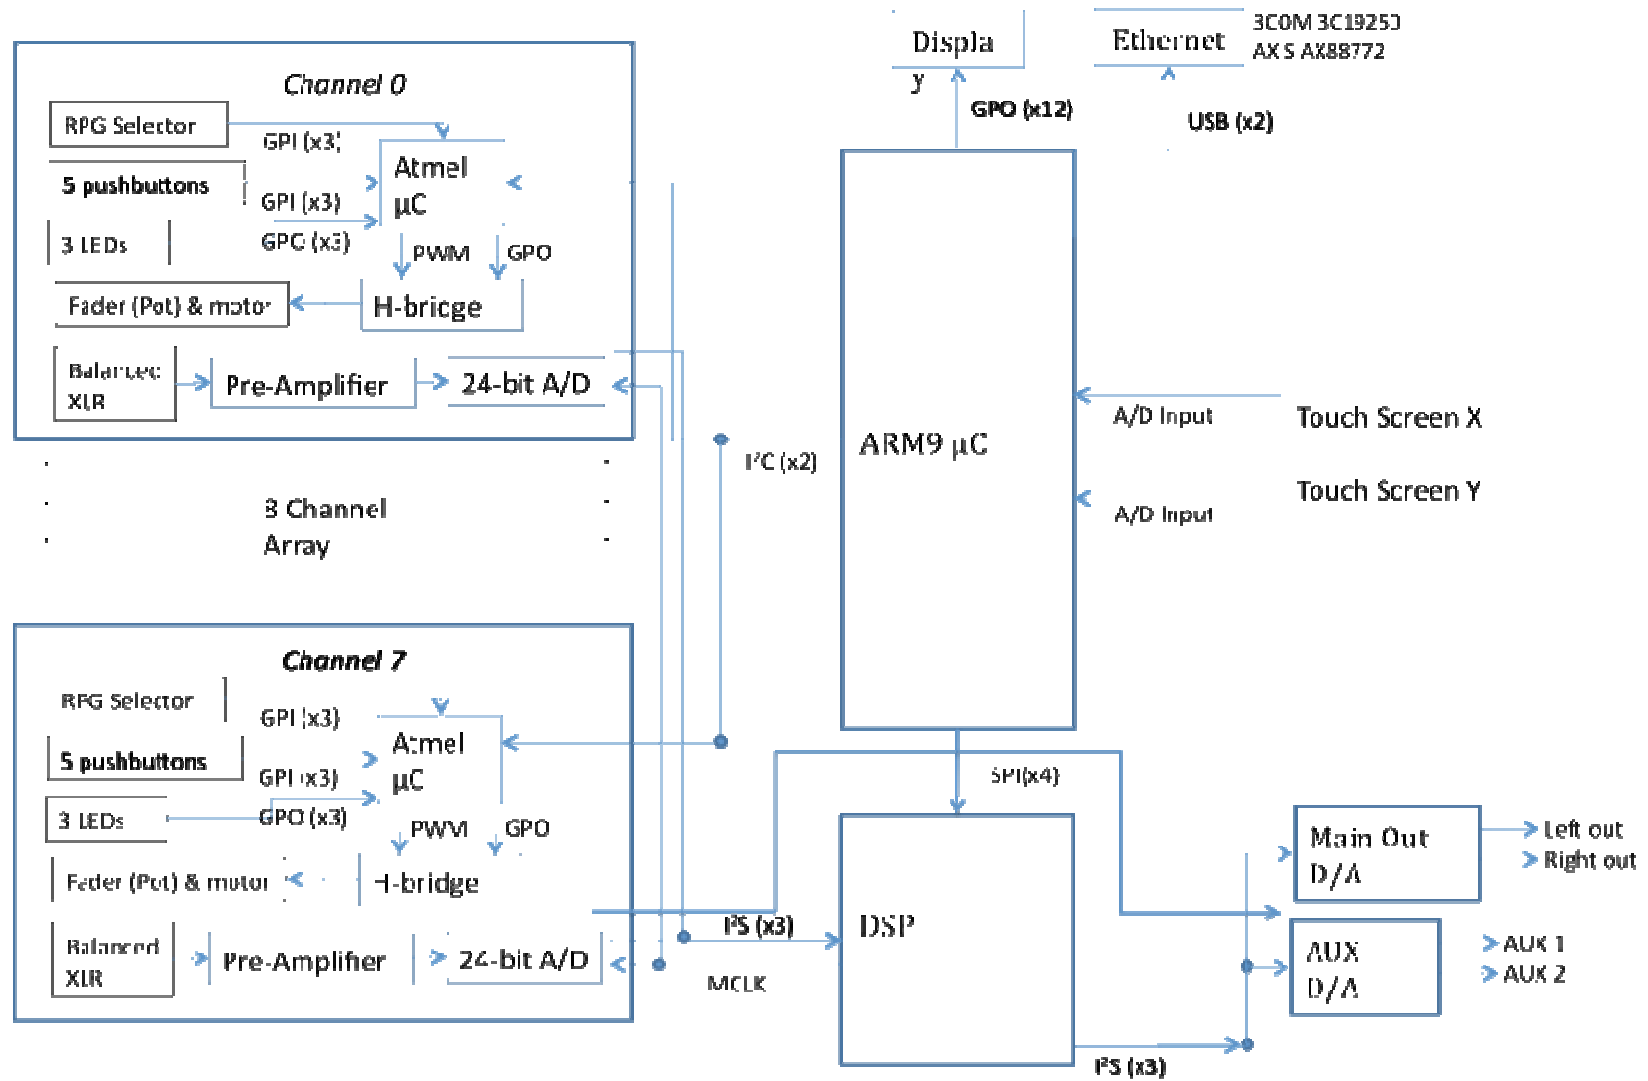 Displa
y
Ethernet
3COM 3C19250
AXIS AX88772
GPO (x12)
USB (x2)
Channel 0
RPG Selector
GPI (x3)
5 pushbuttons
GPI (x3)
3 LEDs
GPO (x3)
Atmel
µC
PWM
GPO
Fader (Pot) & motor
H-bridge
Balanced
XLR
Pre-Amplifier
24-bit A/D
I²C (x2)
8 Channel
Array
ARM9 µC
A/D Input
Touch Screen X
A/D Input
Touch Screen Y
Channel 7
RPG Selector
GPI (x3)
5 pushbuttons
GPI (x3)
3 LEDs
GPO (x3)
Atmel
µC
PWM
GPO
Fader (Pot) & motor
H-bridge
Balanced
XLR
Pre-Amplifier
24-bit A/D
I²S (x3)
MCLK
SPI(x4)
DSP
I²S (x3)
Main Out
D/A
Left out
Right out
AUX
D/A
AUX 1
AUX 2